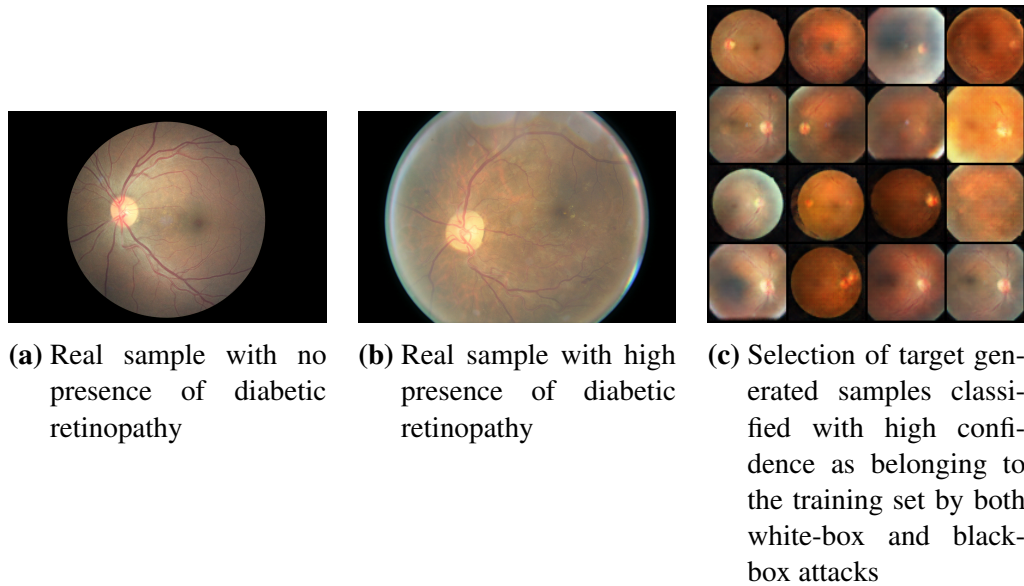 (a) Real sample with no
presence of diabetic
retinopathy
(b) Real sample with high
presence of diabetic
retinopathy
(c) Selection of target gen-
erated samples classi-
fied with high confi-
dence as belonging to
the training set by both
white-box and black-
box attacks